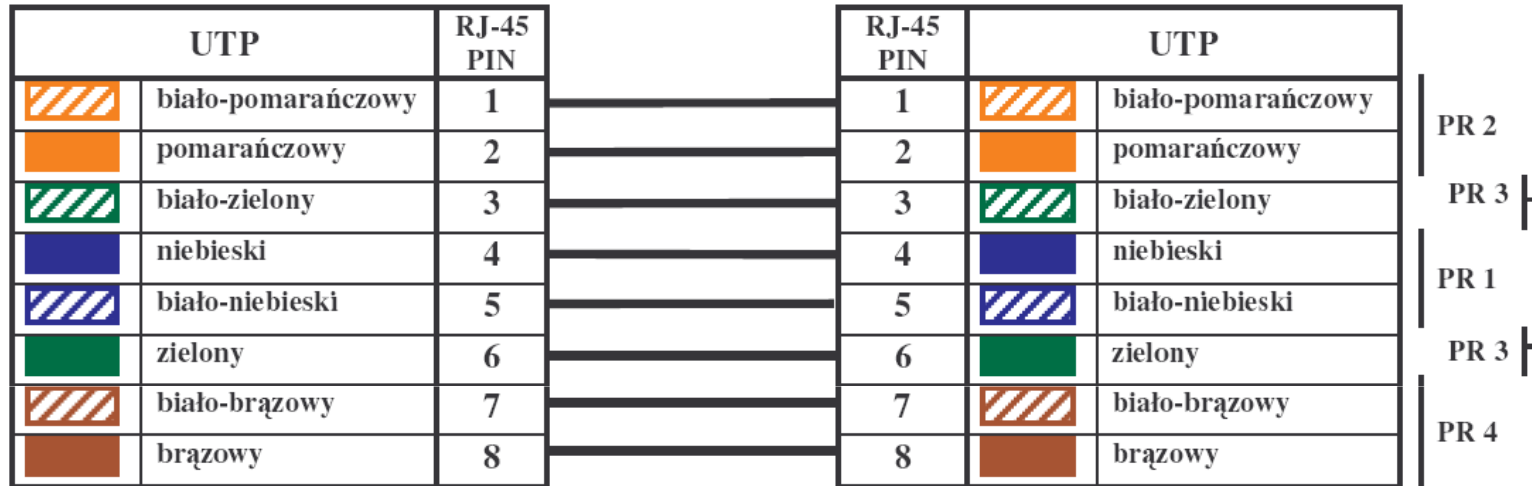 UTP RJ-45 PIN RJ-45 PIN UTP
biało-pomarańczowy 1 1 biało-pomarańczowy
PR 2
pomarańczowy 2 2 pomarańczowy
biało-zielony 3 3 biało-zielony PR 3
niebieski 4 4 niebieski
PR 1
biało-niebieski 5 5 biało-niebieski
zielony 6 6 zielony PR 3
biało-brązowy 7 7 biało-brązowy
PR 4
brązowy 8 8 brązowy